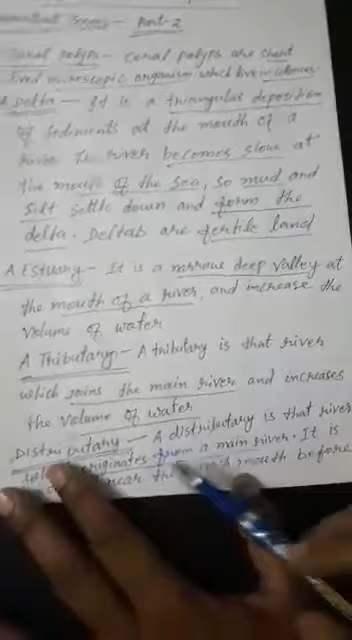 Part-2
Coral polyps - Coral polyps are short
lived microscopic organism which live in colonies.
A Delta - It is a triangular deposition
of sediments at the mouth of a
river. The river becomes slow at
the mouth of the sea, so mud and
silt settle down and form the
delta. Deltas are fertile land
A Estuary - It is a narrow deep valley at
the mouth of a river, and increase the
volume of water
A Tributary - A tributary is that river
which joins the main river and increases
the volume of water
Distributary - A distributary is that river
originates from a main river. It is
near the mouth before